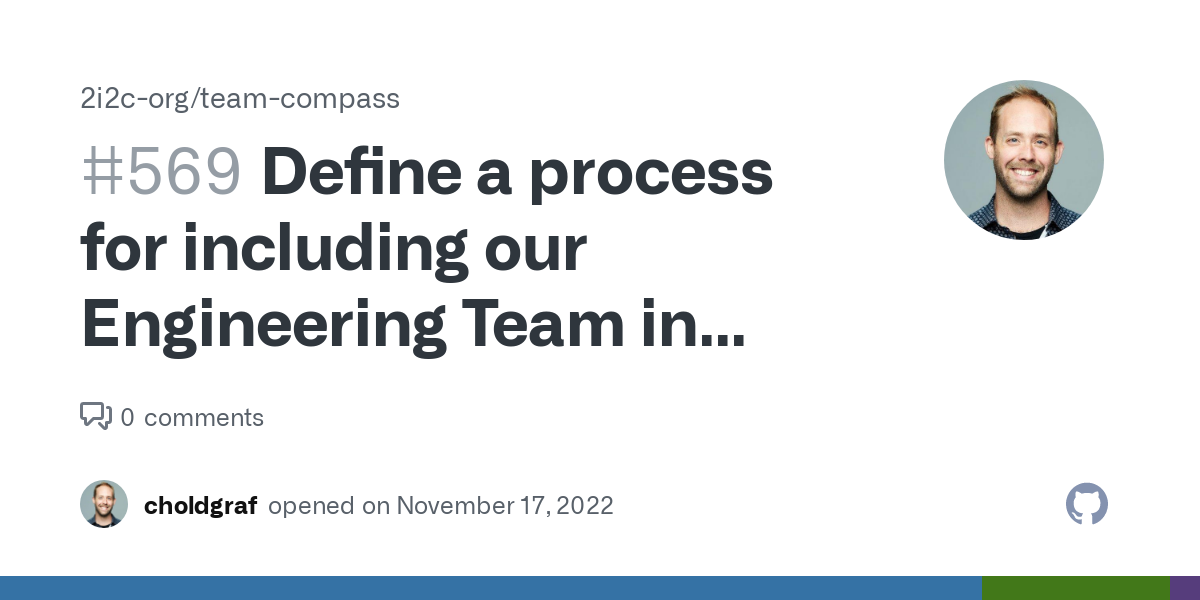 2i2c-org/team-compass
#569 Define a process
for including our
Engineering Team in...
0 comments
choldgraf opened on November 17, 2022